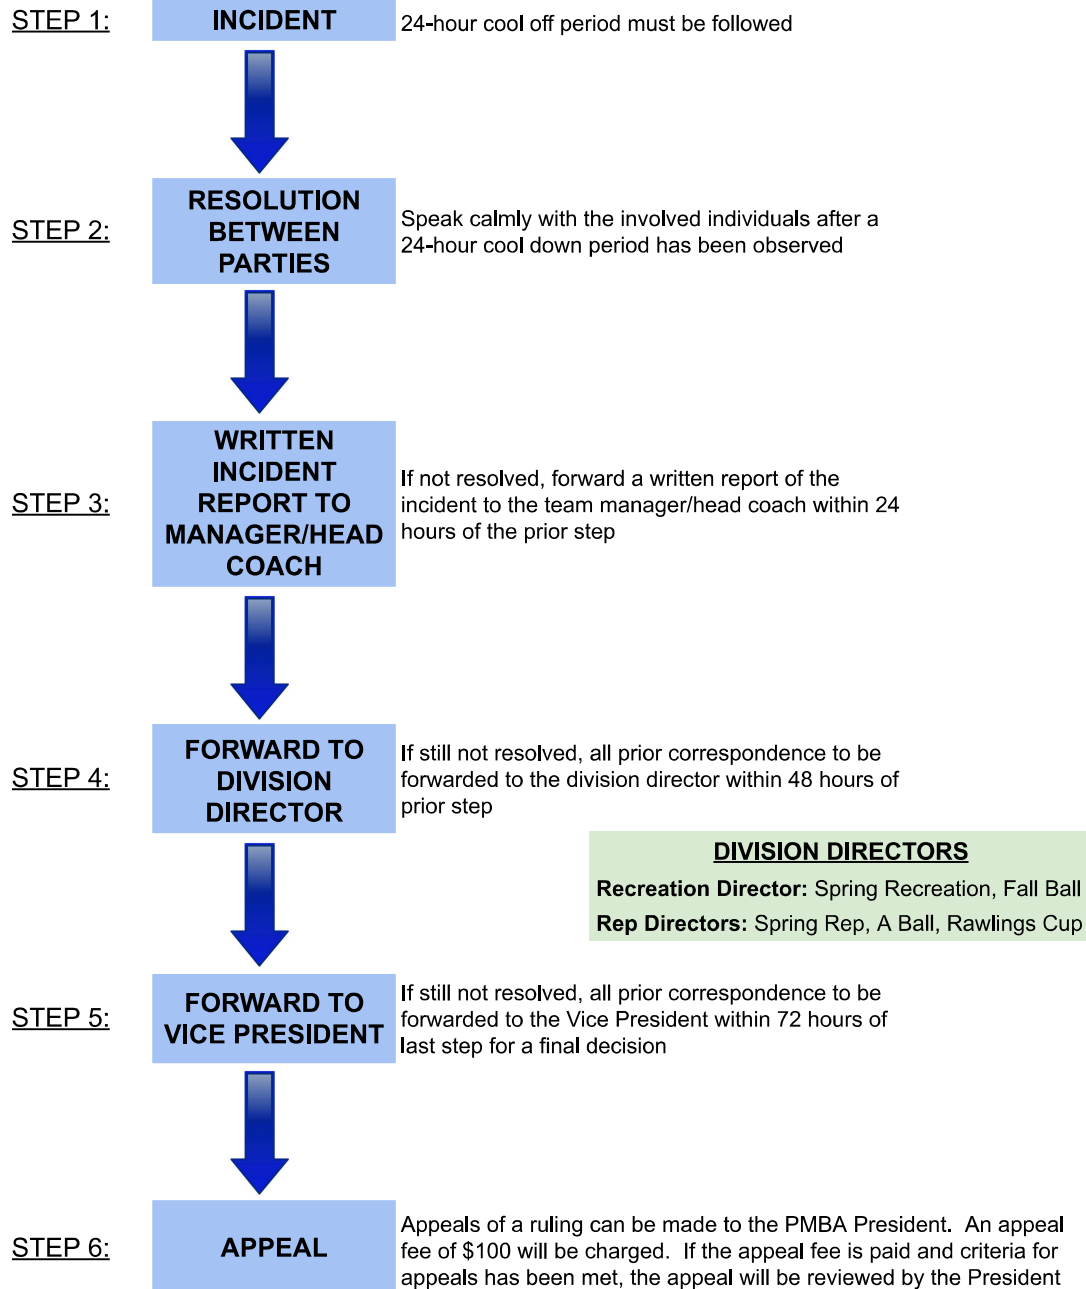 STEP 1:
INCIDENT
24-hour cool off period must be followed
STEP 2:
RESOLUTION
BETWEEN
PARTIES
Speak calmly with the involved individuals after a
24-hour cool down period has been observed
STEP 3:
WRITTEN
INCIDENT
REPORT TO
MANAGER/HEAD
COACH
If not resolved, forward a written report of the
incident to the team manager/head coach within 24
hours of the prior step
STEP 4:
FORWARD TO
DIVISION
DIRECTOR
If still not resolved, all prior correspondence to be
forwarded to the division director within 48 hours of
prior step
DIVISION DIRECTORS
Recreation Director: Spring Recreation, Fall Ball
Rep Directors: Spring Rep, A Ball, Rawlings Cup
STEP 5:
FORWARD TO
VICE PRESIDENT
If still not resolved, all prior correspondence to be
forwarded to the Vice President within 72 hours of
last step for a final decision
STEP 6:
APPEAL
Appeals of a ruling can be made to the PMBA President. An appeal
fee of $100 will be charged. If the appeal fee is paid and criteria for
appeals has been met, the appeal will be reviewed by the President